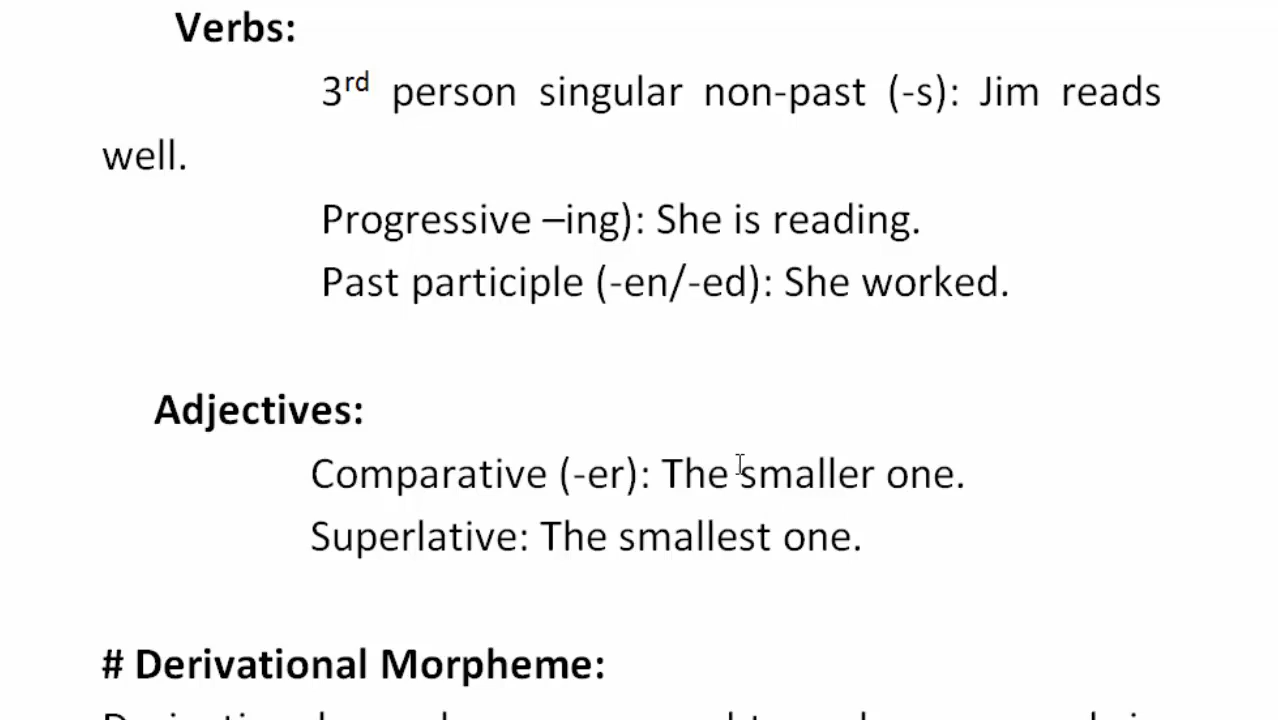 Verbs:
3rd person singular non-past (-s): Jim reads
well.
Progressive –ing): She is reading.
Past participle (-en/-ed): She worked.
Adjectives:
Comparative (-er): The smaller one.
Superlative: The smallest one.
# Derivational Morpheme: